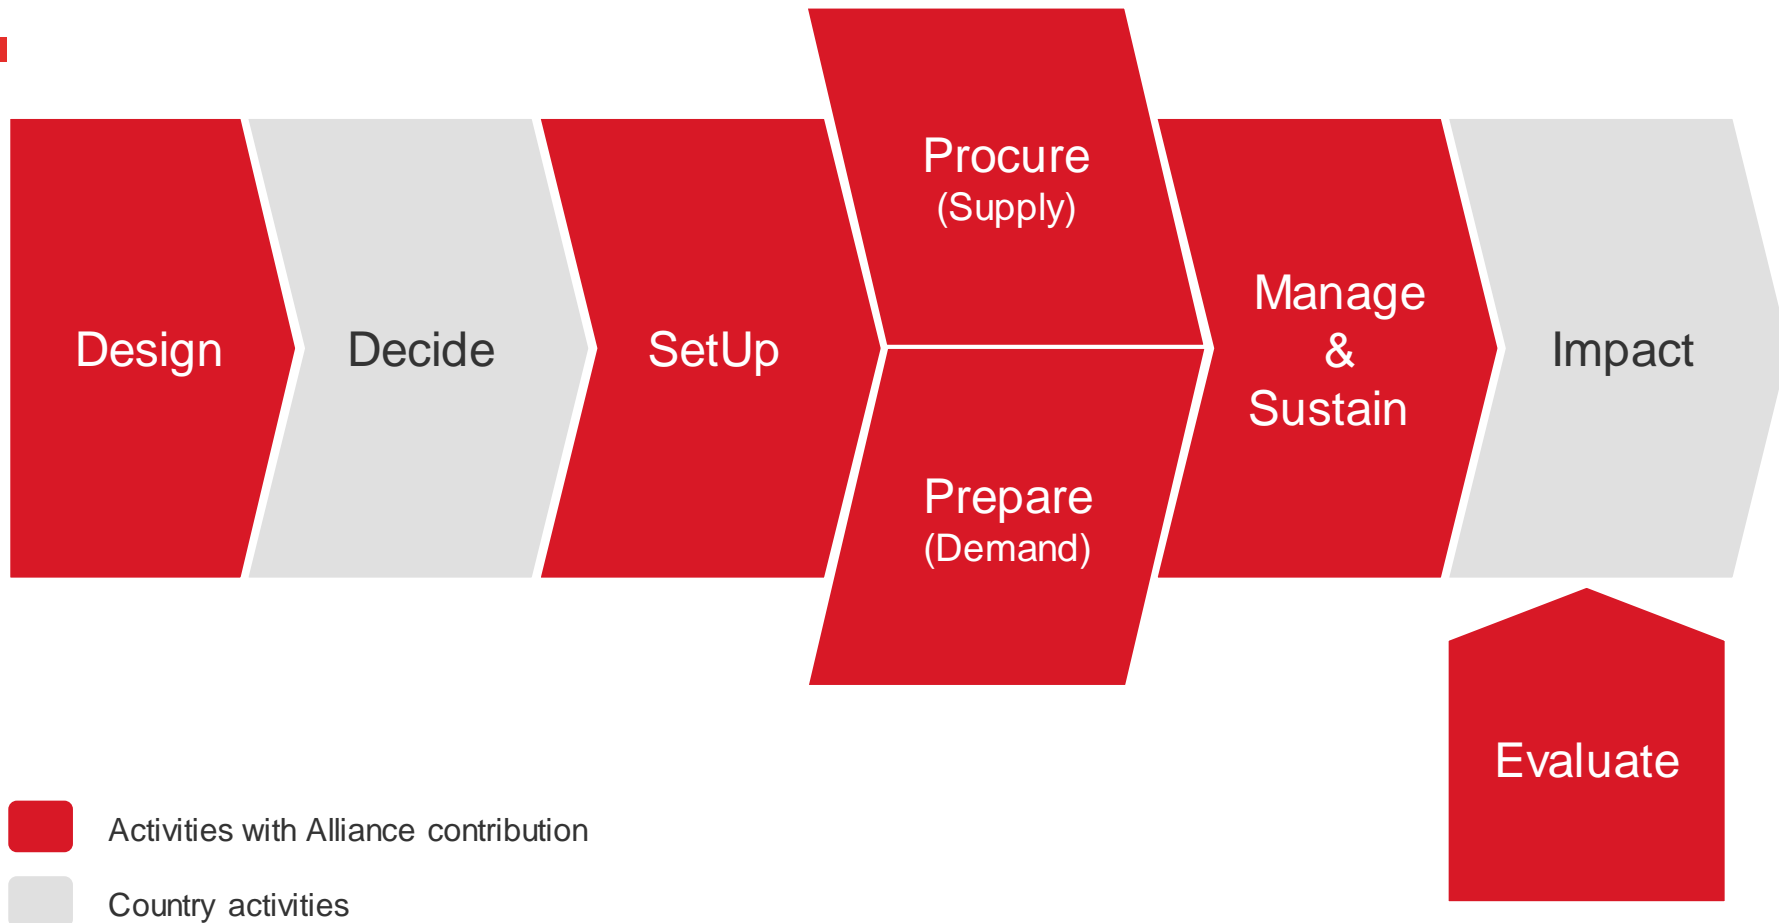 Design
Decide
SetUp
Procure
(Supply)
Prepare
(Demand)
Manage
&
Sustain
Impact
Evaluate
Activities with Alliance contribution
Country activities